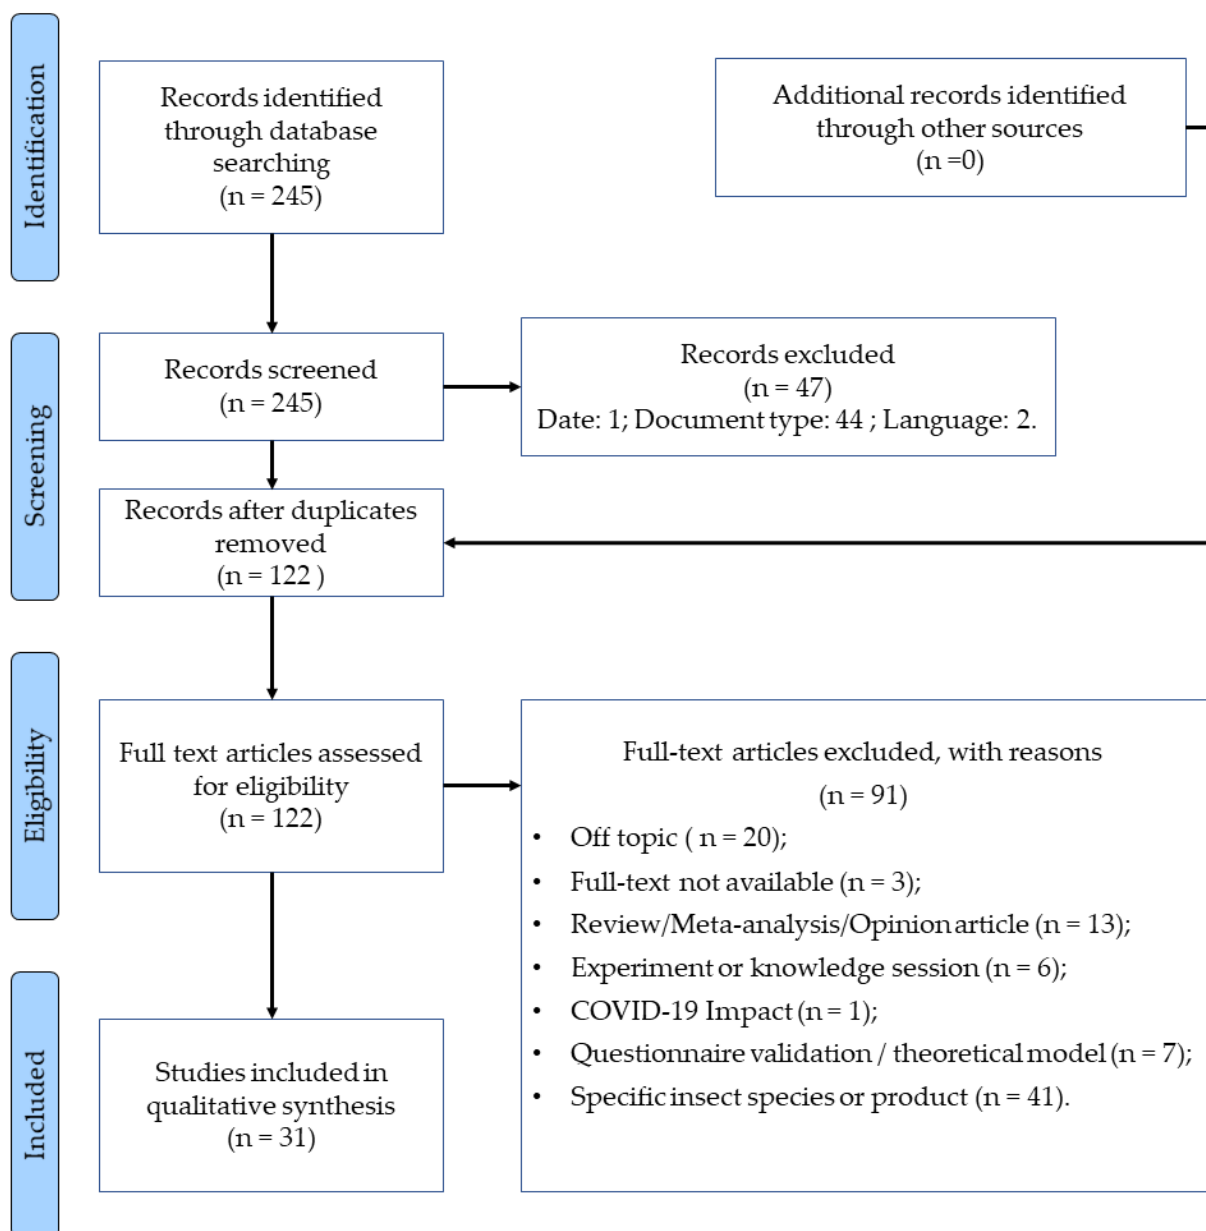 Identification
Records identified
through database
searching
(n = 245)
Additional records identified
through other sources
(n =0)
Screening
Records screened
(n = 245)
Records excluded
(n = 47)
Date: 1; Document type: 44 ; Language: 2.
Records after duplicates
removed
(n = 122 )
Eligibility
Full text articles assessed
for eligibility
(n = 122)
Full-text articles excluded, with reasons
(n = 91)
• Off topic ( n = 20);
• Full-text not available (n = 3);
• Review/Meta-analysis/Opinion article (n = 13);
• Experiment or knowledge session (n = 6);
• COVID-19 Impact (n = 1);
• Questionnaire validation / theoretical model (n = 7);
• Specific insect species or product (n = 41).
Included
Studies included in
qualitative synthesis
(n = 31)